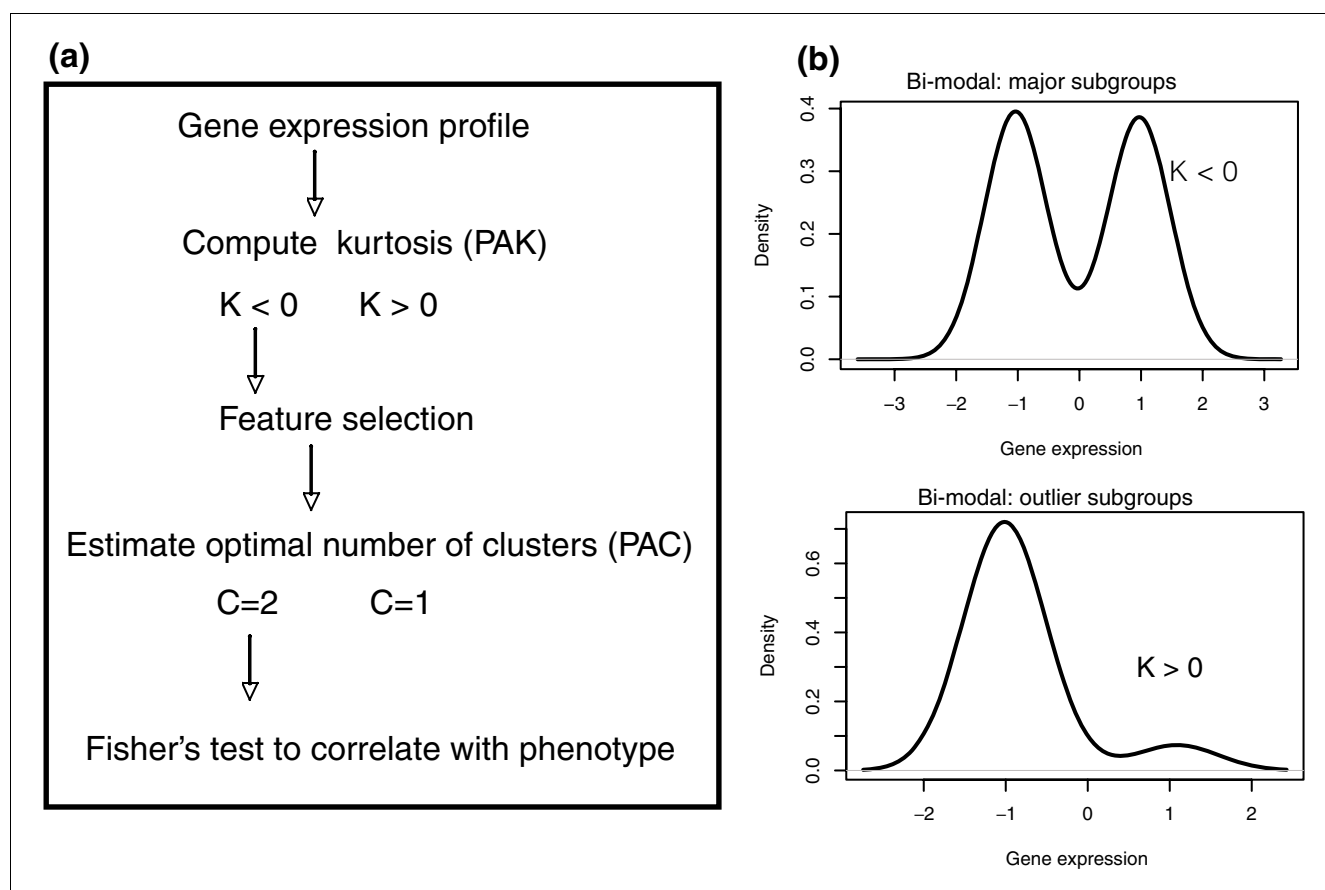 (a)
Gene expression profile
Compute kurtosis (PAK)
K < 0 K > 0
Feature selection
Estimate optimal number of clusters (PAC)
C=2 C=1
Fisher's test to correlate with phenotype
(b)
Bi-modal: major subgroups
0.4
0.3
0.2
0.1
0.0
Density
K < 0
−3 −2 −1 0 1 2 3
Gene expression
Bi-modal: outlier subgroups
0.6
0.4
0.2
0.0
Density
K > 0
−2 −1 0 1 2
Gene expression